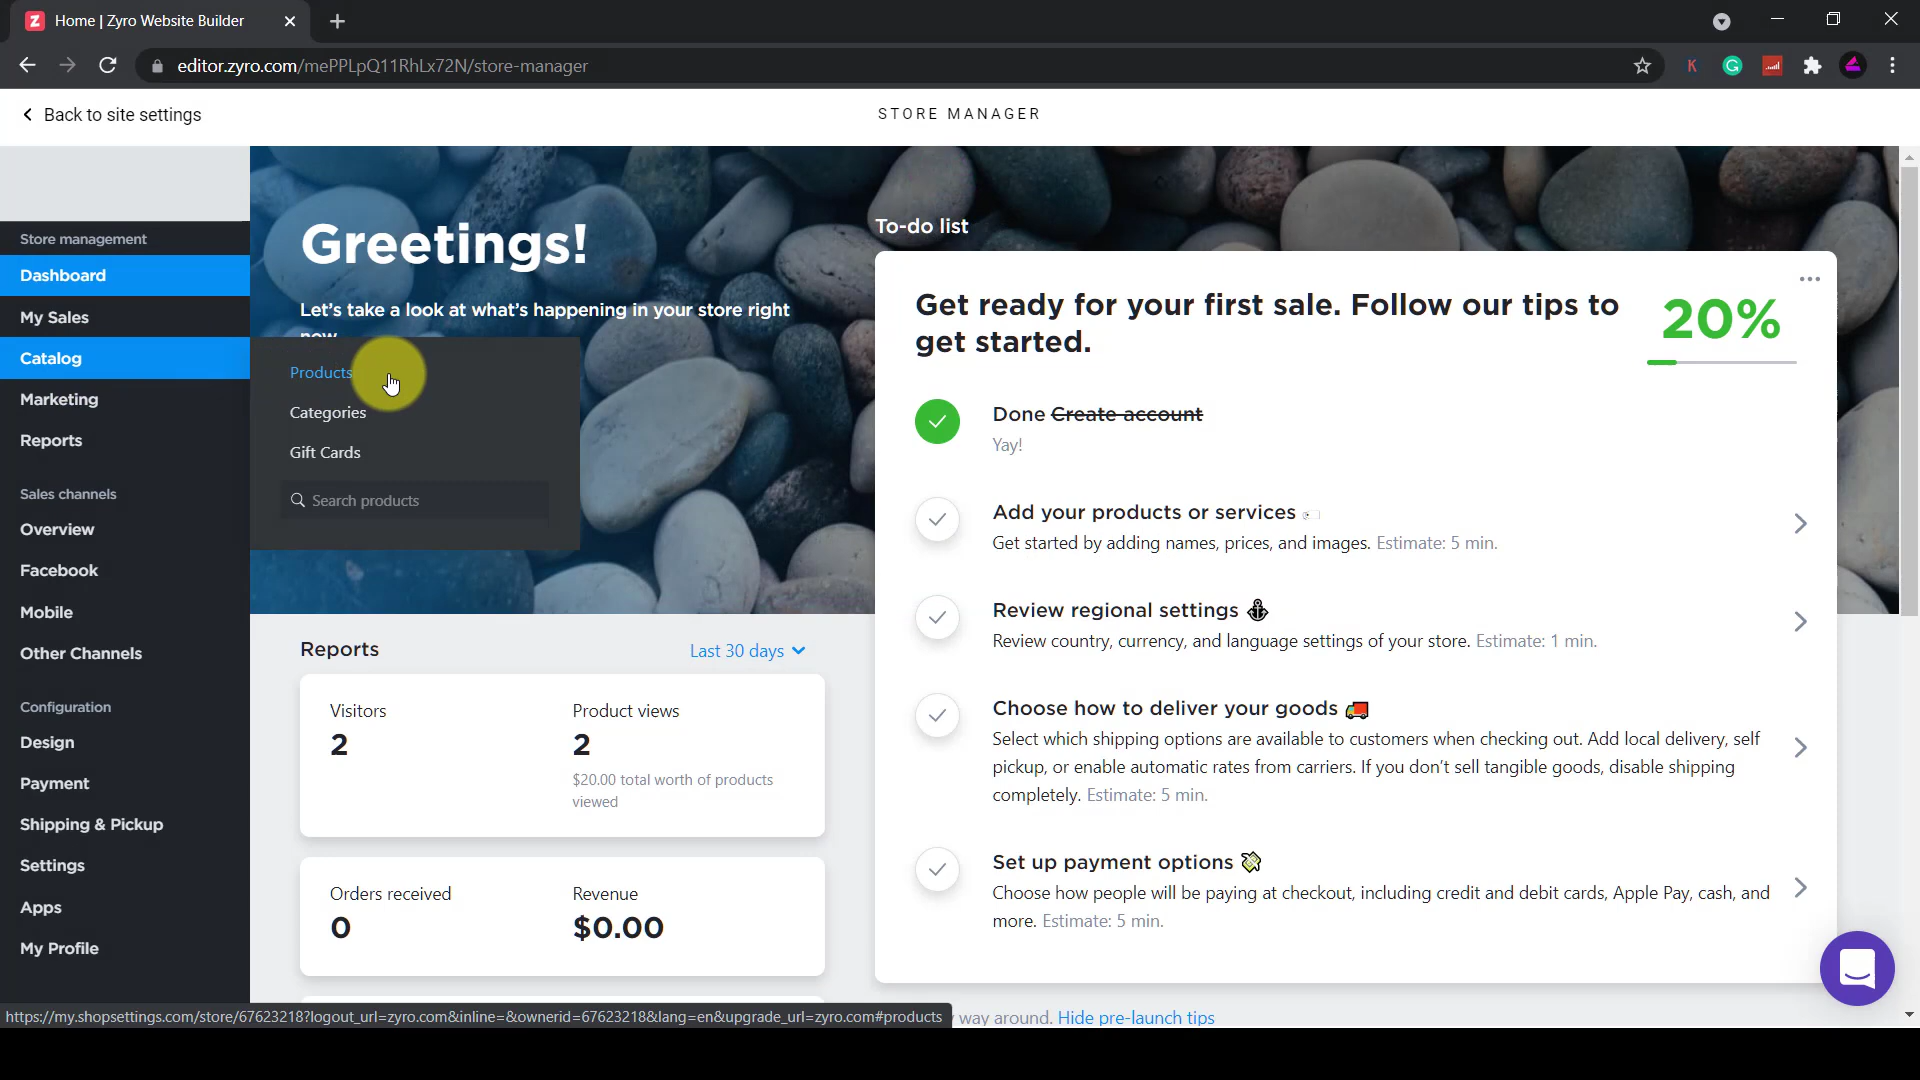 Home | Zyro Website Builder
editor.zyro.com/mePPLpQ11RhLx72N/store-manager
Back to site settings
STORE MANAGER
Store management
Dashboard
My Sales
Catalog
Marketing
Reports
Sales channels
Overview
Facebook
Mobile
Other Channels
Configuration
Design
Payment
Shipping & Pickup
Settings
Apps
My Profile
Greetings!
Let's take a look at what's happening in your store right
now
Products
Categories
Gift Cards
Search products
Reports
Last 30 days
Visitors
2
Product views
2
$20.00 total worth of products
viewed
Orders received
0
Revenue
$0.00
To-do list
Get ready for your first sale. Follow our tips to
get started.
20%
Done Create account
Yay!
Add your products or services
Get started by adding names, prices, and images. Estimate: 5 min.
Review regional settings
Review country, currency, and language settings of your store. Estimate: 1 min.
Choose how to deliver your goods
Select which shipping options are available to customers when checking out. Add local delivery, self
pickup, or enable automatic rates from carriers. If you don't sell tangible goods, disable shipping
completely. Estimate: 5 min.
Set up payment options
Choose how people will be paying at checkout, including credit and debit cards, Apple Pay, cash, and
more. Estimate: 5 min.
way around. Hide pre-launch tips
https://my.shopsettings.com/store/67623218?logout_url=zyro.com&inline=&ownerid=67623218&lang=en&upgrade_url=zyro.com#products